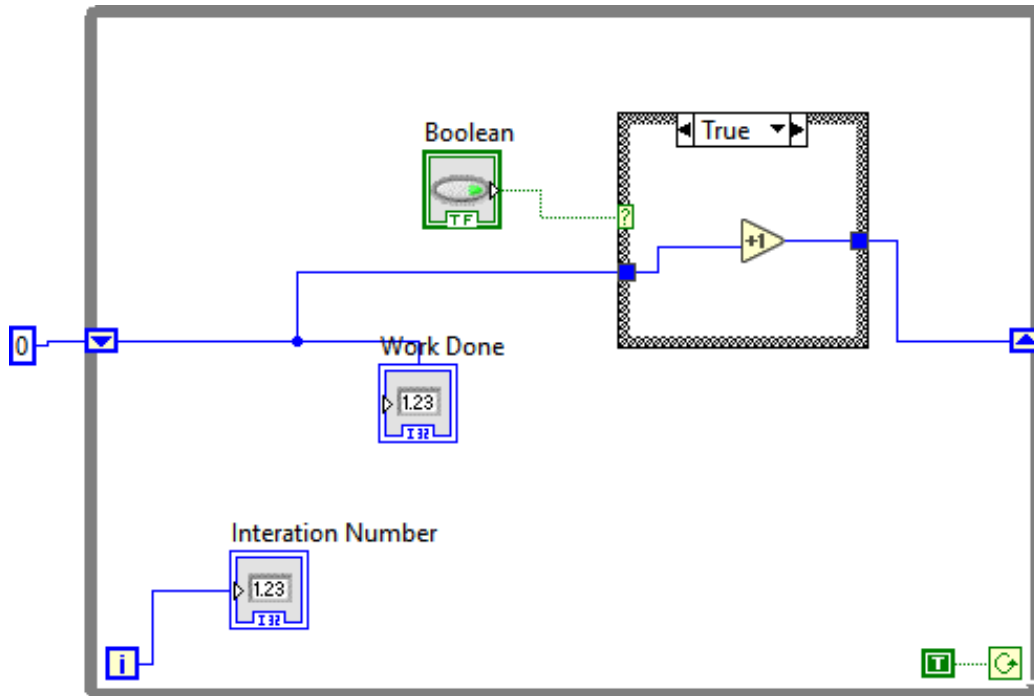 True
Boolean
TF
?
+1
0
Work Done
1.23
I32
Interation Number
1.23
I32
i
T